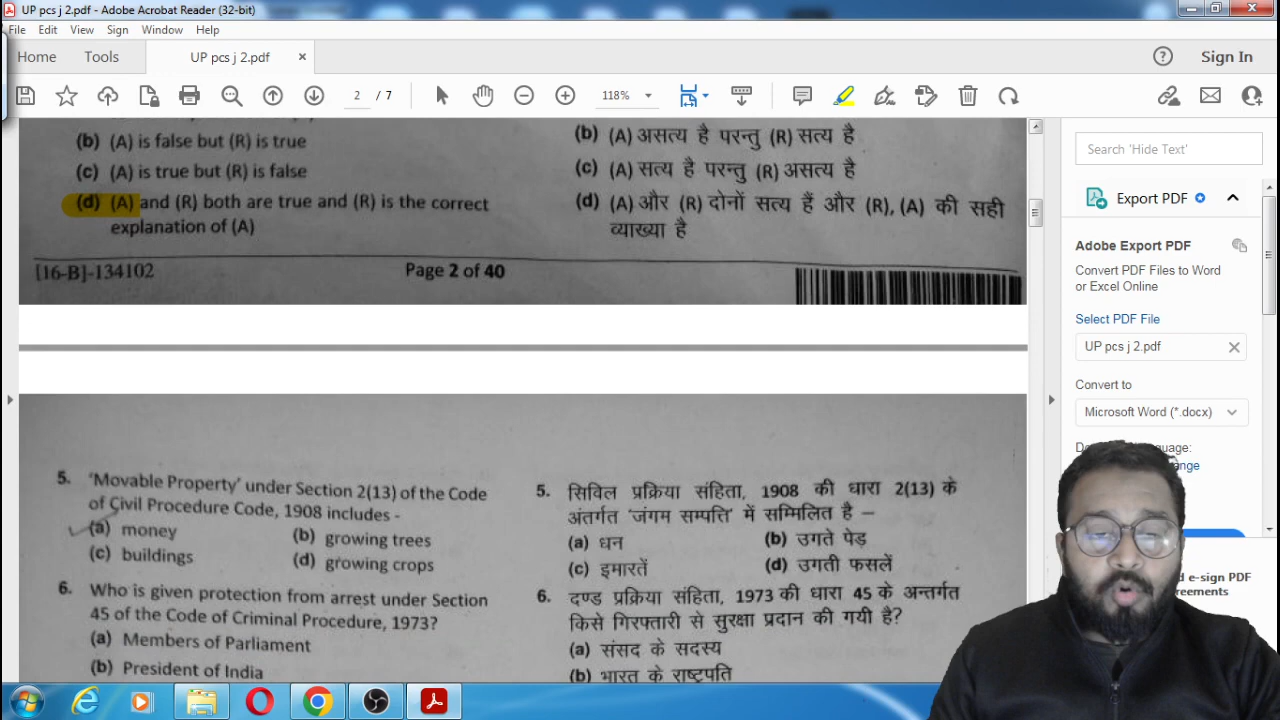 UP pcs j 2.pdf - Adobe Acrobat Reader (32-bit)
File Edit View Sign Window Help
Home Tools UP pcs j 2.pdf × Sign In
2 / 7 118%
(b) (A) is false but (R) is true
(c) (A) is true but (R) is false
(d) (A) and (R) both are true and (R) is the correct
explanation of (A)
(b) (A) असत्य है परन्तु (R) सत्य है
(c) (A) सत्य है परन्तु (R) असत्य है
(d) (A) और (R) दोनों सत्य हैं और (R), (A) की सही
व्याख्या है
[16-B]-134102 Page 2 of 40
5. 'Movable Property' under Section 2(13) of the Code
of Civil Procedure Code, 1908 includes -
(a) money (b) growing trees
(c) buildings (d) growing crops
6. Who is given protection from arrest under Section
45 of the Code of Criminal Procedure, 1973?
(a) Members of Parliament
(b) President of India
5. सिविल प्रक्रिया संहिता, 1908 की धारा 2(13) के
अंतर्गत 'जंगम सम्पत्ति' में सम्मिलित है –
(a) धन (b) उगते पेड़
(c) इमारतें (d) उगती फसलें
6. दण्ड प्रक्रिया संहिता, 1973 की धारा 45 के अन्तर्गत
किसे गिरफ्तारी से सुरक्षा प्रदान की गयी है?
(a) संसद के सदस्य
(b) भारत के राष्ट्रपति
Search 'Hide Text'
Export PDF
Adobe Export PDF
Convert PDF Files to Word
or Excel Online
Select PDF File
UP pcs j 2.pdf
Convert to
Microsoft Word (*.docx)
e-sign PDF